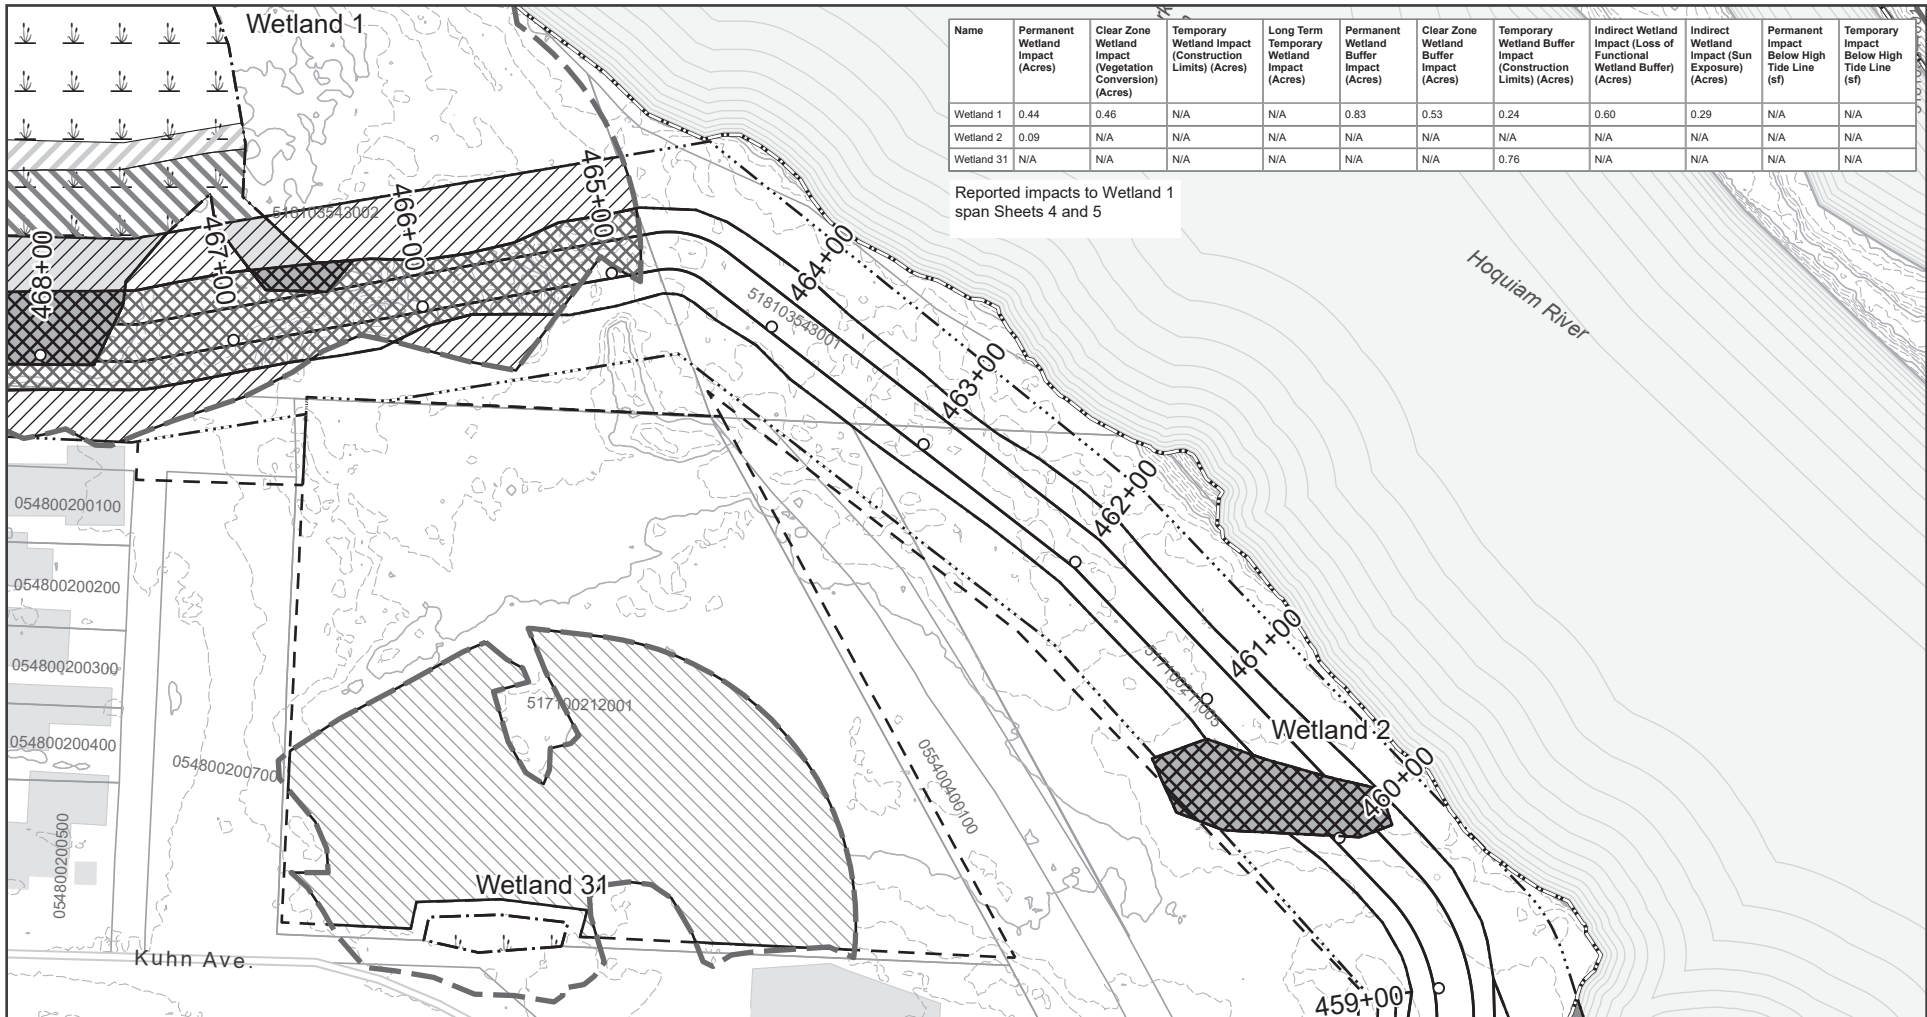 Wetland 1
Name
Permanent Wetland Impact (Acres)
Clear Zone Wetland Impact (Vegetation Conversion) (Acres)
Temporary Wetland Impact (Construction Limits) (Acres)
Long Term Temporary Wetland Impact (Acres)
Permanent Wetland Buffer Impact (Acres)
Clear Zone Wetland Buffer Impact (Acres)
Temporary Wetland Buffer Impact (Construction Limits) (Acres)
Indirect Wetland Impact (Loss of Functional Wetland Buffer) (Acres)
Indirect Wetland Impact (Sun Exposure) (Acres)
Permanent Impact Below High Tide Line (sf)
Temporary Impact Below High Tide Line (sf)
Wetland 1 0.44 0.46 N/A N/A 0.83 0.53 0.24 0.60 0.29 N/A N/A
Wetland 2 0.09 N/A N/A N/A N/A N/A N/A N/A N/A N/A N/A
Wetland 31 N/A N/A N/A N/A N/A N/A 0.76 N/A N/A N/A N/A
Reported impacts to Wetland 1
span Sheets 4 and 5
468+00
467+00
466+00
465+00
464+00
463+00
462+00
461+00
460+00
459+00
518103543002
518103543001
Hoquiam River
054800200100
054800200200
054800200300
054800200400
054800200500
054800200700
517100212001
055400400100
517100211005
Wetland 2
Wetland 31
Kuhn Ave.